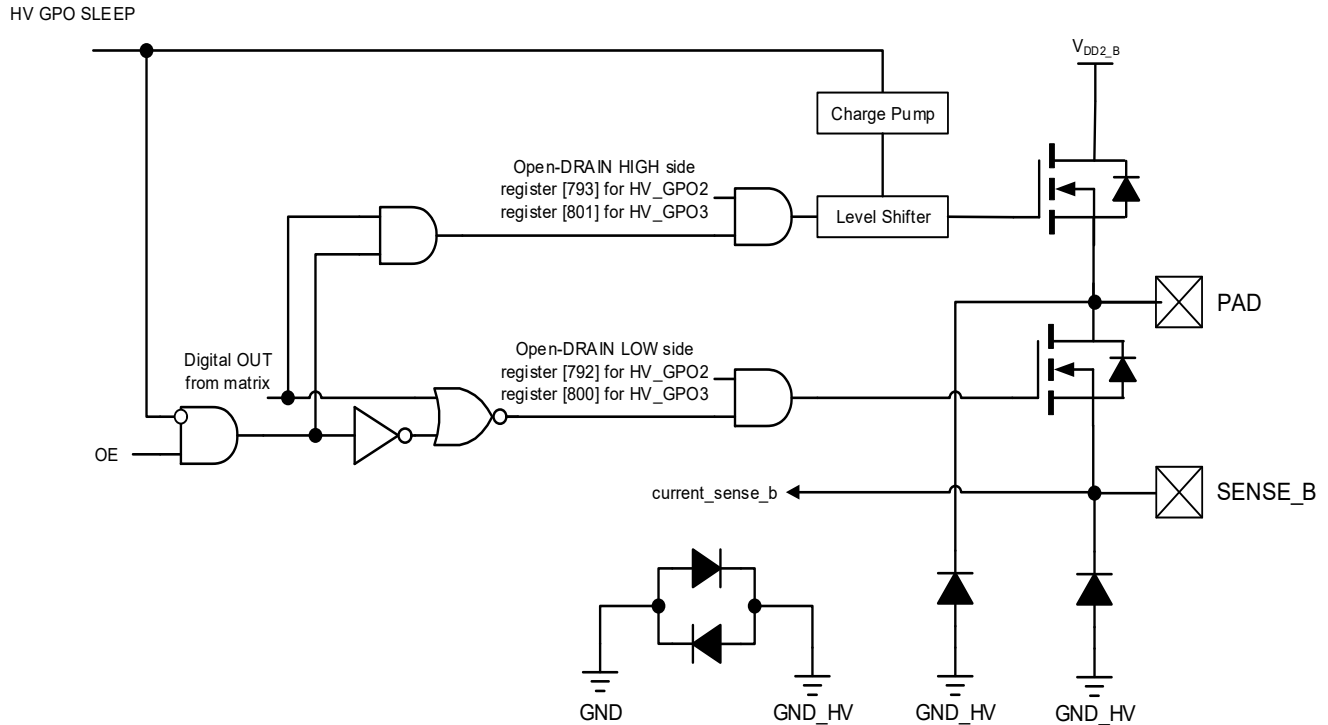 HV GPO SLEEP
VDD2_B
Charge Pump
Open-DRAIN HIGH side
register [793] for HV_GPO2
register [801] for HV_GPO3
Level Shifter
PAD
Digital OUT
from matrix
Open-DRAIN LOW side
register [792] for HV_GPO2
register [800] for HV_GPO3
OE
current_sense_b
SENSE_B
GND
GND_HV
GND_HV
GND_HV